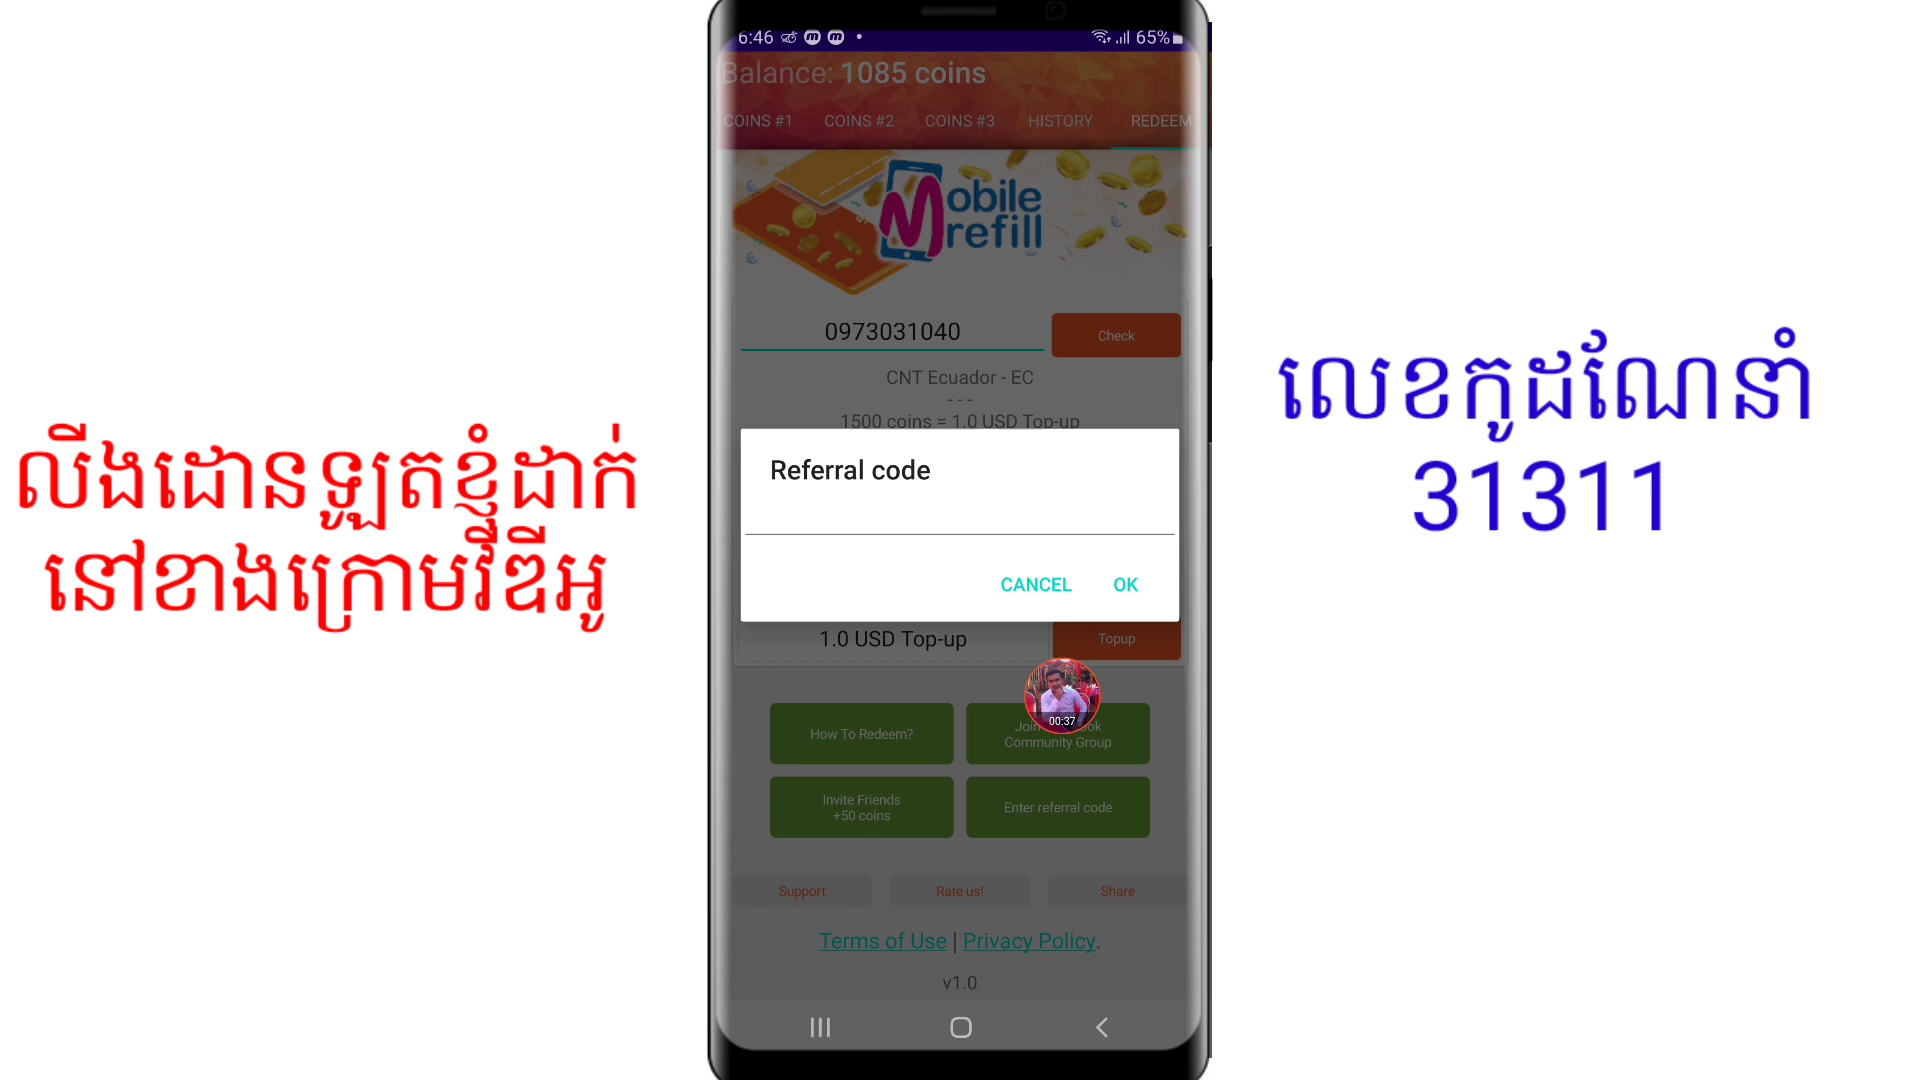 6:46
65%
Balance: 1085 coins
COINS #1 COINS #2 COINS #3 HISTORY REDEEM
Mobile
refill
0973031040
Check
CNT Ecuador - EC
- - -
1500 coins = 1.0 USD Top-up
Referral code
CANCEL OK
1.0 USD Top-up
Topup
00:37
How To Redeem?
Join ok
Community Group
Invite Friends
+50 coins
Enter referral code
Support
Rate us!
Share
Terms of Use | Privacy Policy.
v1.0
លីងដោនឡូតខ្ញុំដាក់
នៅខាងក្រោមវីឌីអូ
លេខកូដណែនាំ
31311